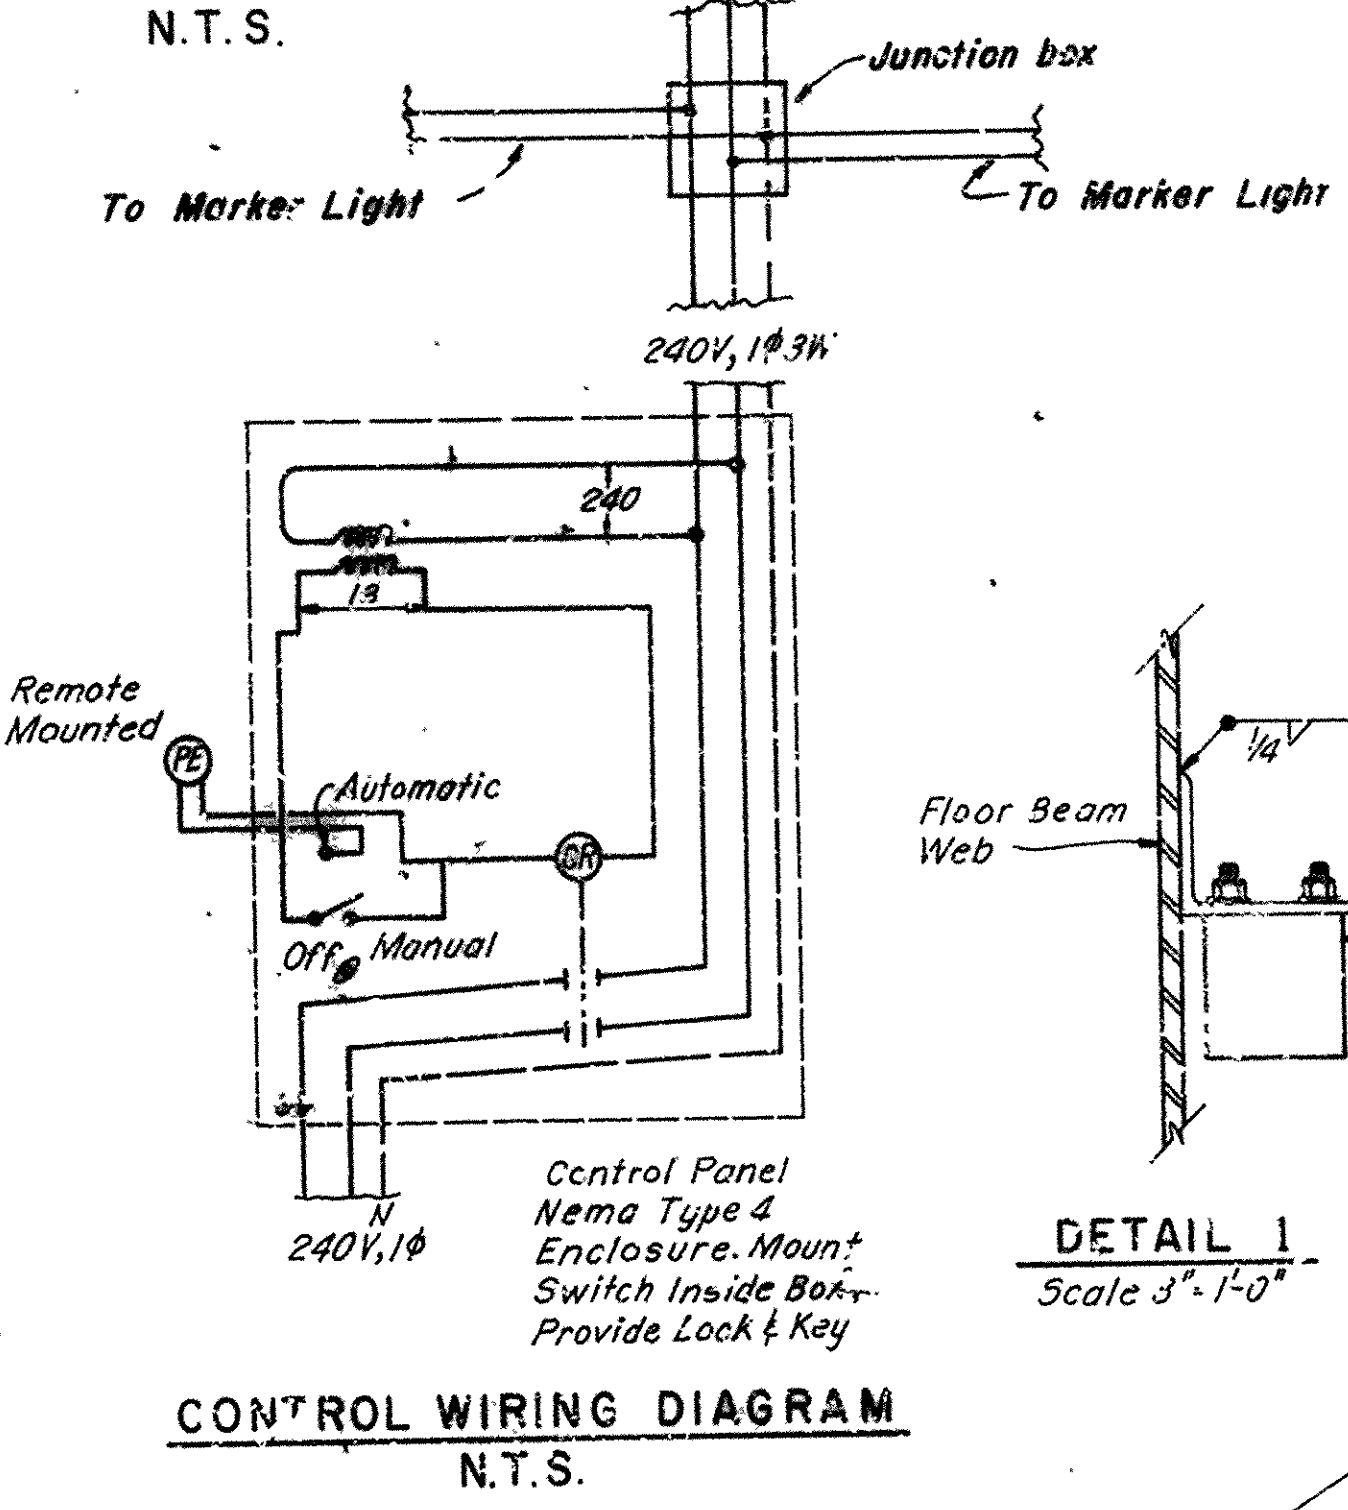 N.T.S.
Junction box
To Marker Light
To Marker Light
240V, 1φ 3W
240
Remote
Mounted
PE
Automatic
Off
Manual
N
240V, 1φ
Control Panel
Nema Type 4
Enclosure. Mount
Switch Inside Box.
Provide Lock & Key
CONTROL WIRING DIAGRAM
N.T.S.
1/4
Floor Beam
Web
DETAIL 1
Scale 3"=1'-0"